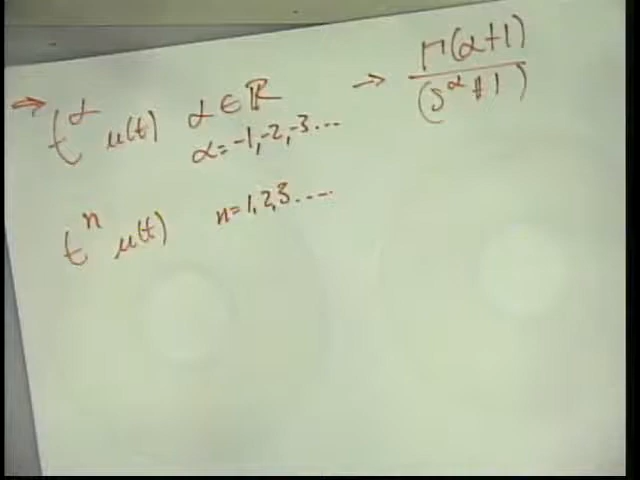 → t^α μ(t) α ∈ ℝ → Γ(α+1)/(s^α+1)
α = -1, -2, -3 ...
t^n μ(t) n = 1, 2, 3 .....